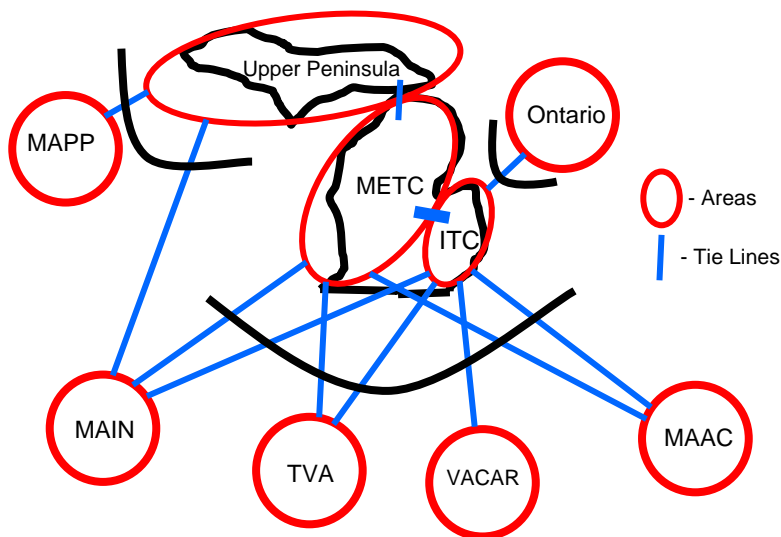 Upper Peninsula
MAPP
Ontario
METC
ITC
- Areas
- Tie Lines
MAIN
TVA
VACAR
MAAC